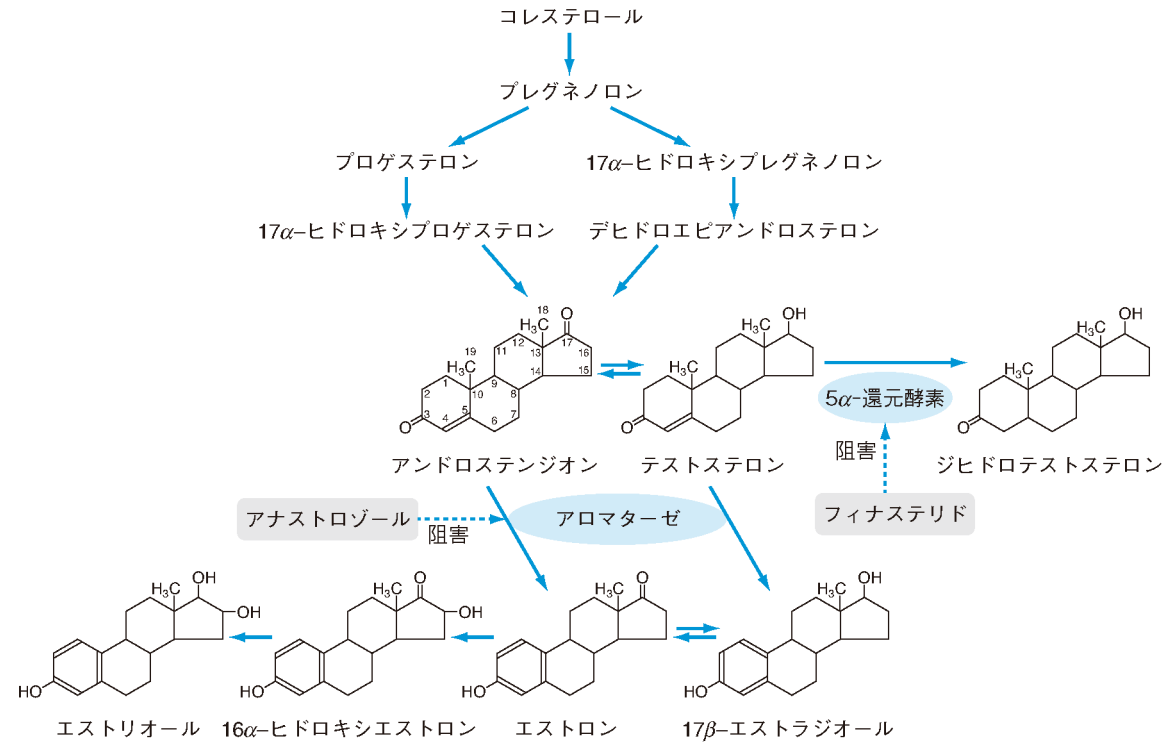 コレステロール
プレグネノロン
プロゲステロン
17α-ヒドロキシプレグネノロン
17α-ヒドロキシプロゲステロン
デヒドロエピアンドロステロン
18
H₃C
O
17
12
11
13
16
19
H₃C
14
15
1
9
2
10
8
5
7
3
4
6
O
アンドロステンジオン
H₃C
OH
H₃C
O
テストステロン
5α-還元酵素
阻害
フィナステリド
H₃C
OH
H₃C
O
ジヒドロテストステロン
アナストロゾール
阻害
アロマターゼ
H₃C
OH
OH
HO
エストリオール
H₃C
O
OH
HO
16α-ヒドロキシエストロン
H₃C
O
HO
エストロン
H₃C
OH
HO
17β-エストラジオール